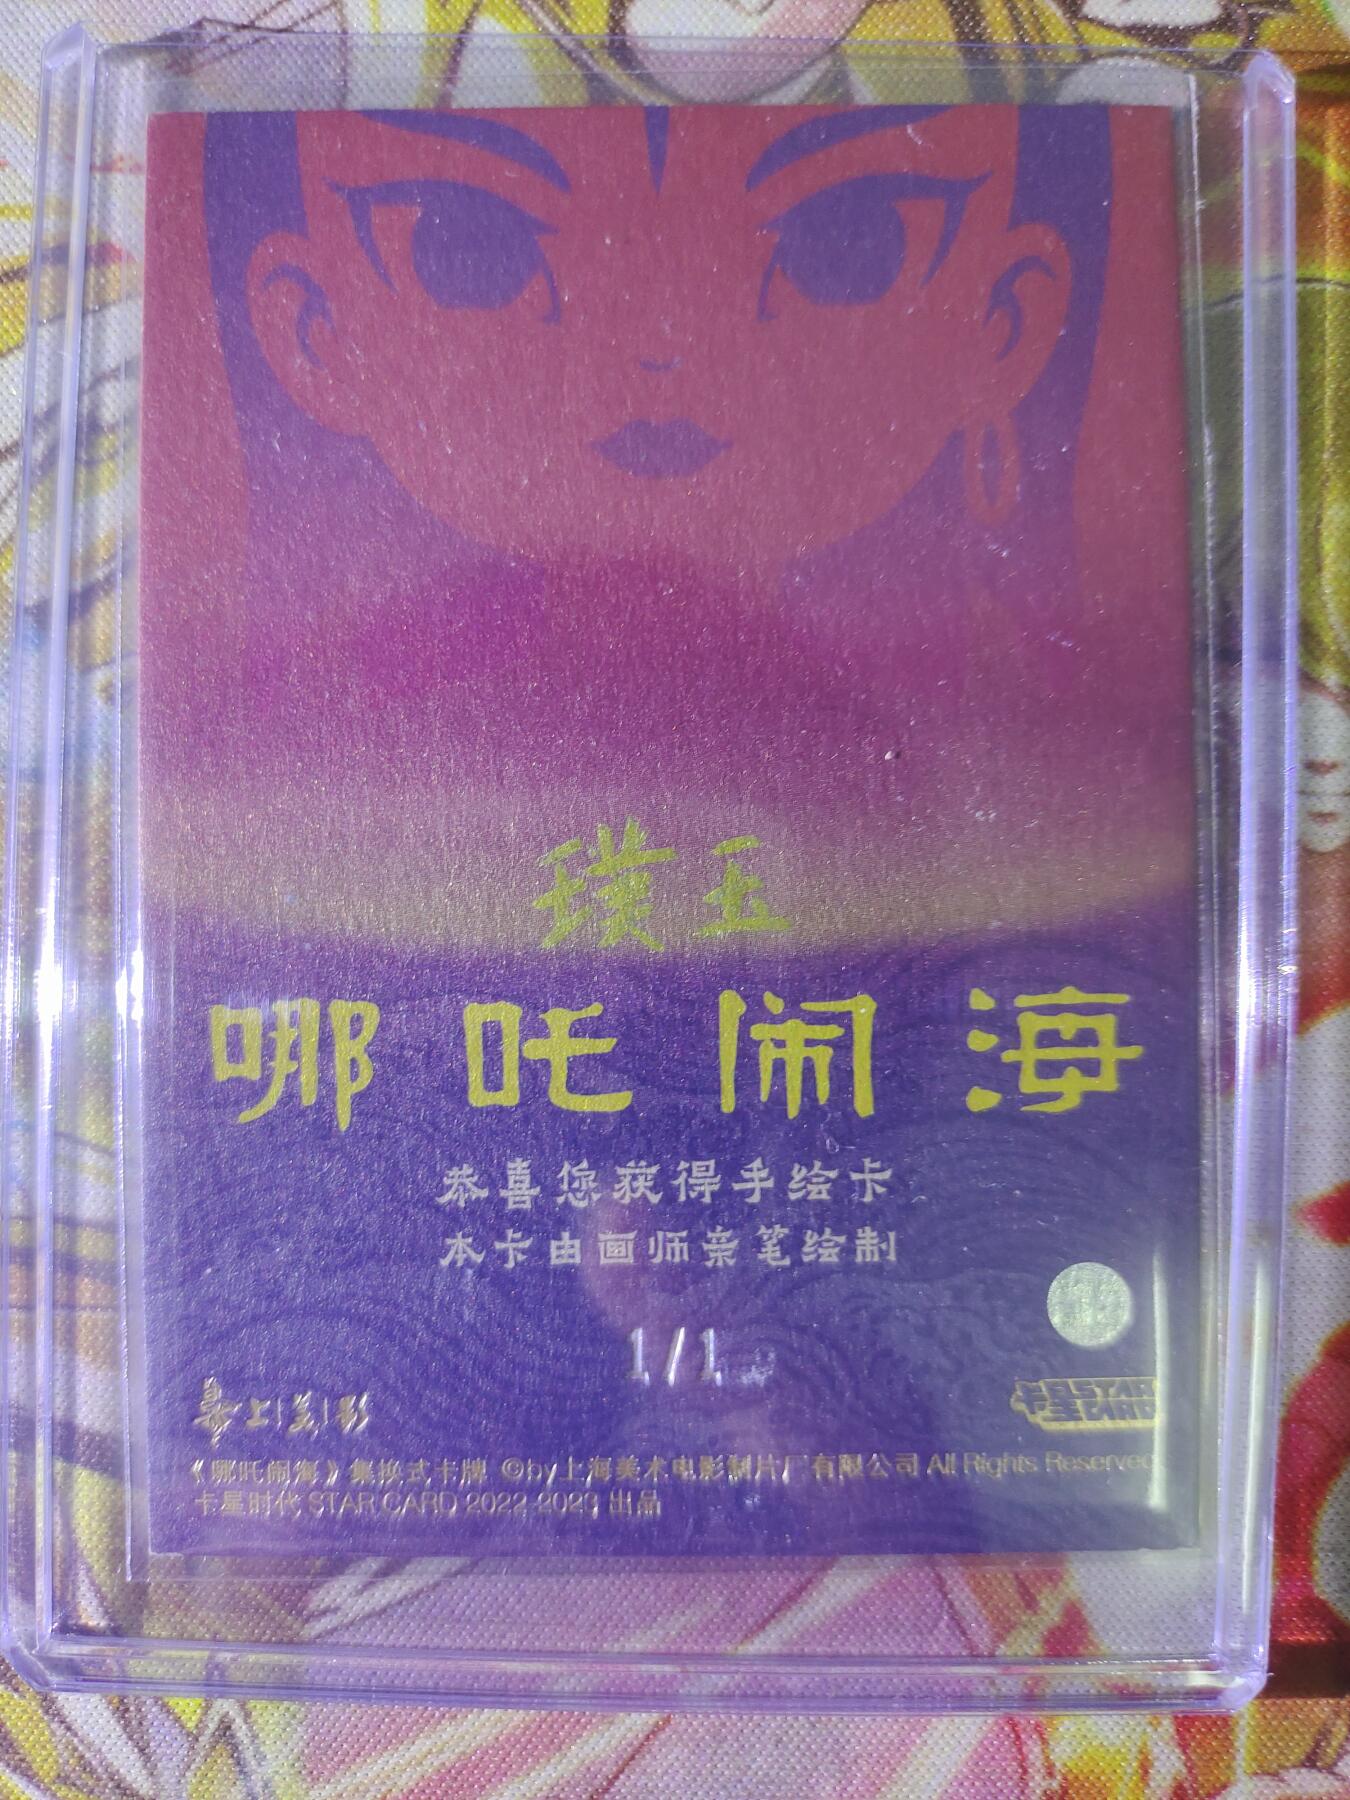 璞玉
哪吒闹海
恭喜您获得手绘卡
本卡由画师亲笔绘制
1/1
上美影
卡星 STAR CARD
《哪吒闹海》集换式卡牌 ©by上海美术电影制片厂有限公司 All Rights Reserved
卡星时代 STAR CARD 2022-2023 出品